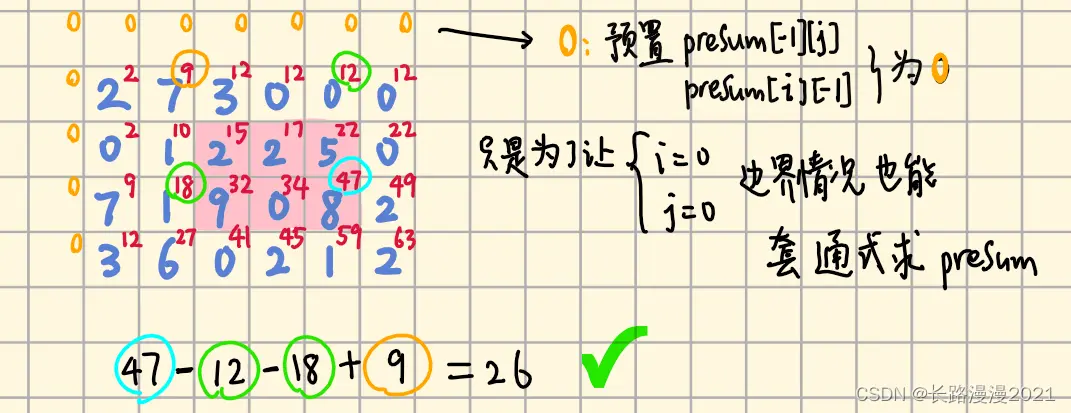 0 0 0 0 0 0 0
0: 预置 presum[-1][j]
presum[i][-1] } 为0
0 2 2 7 9 3 12 0 12 0 12 0 12
0 0 2 1 10 2 15 2 17 5 22 0 22
0 7 9 1 18 9 32 0 34 8 47 2 49
0 3 12 6 27 0 41 2 45 1 59 2 63
只是为了让 { i=0
j=0
边界情况也能
套通式求 presum
47 - 12 - 18 + 9 = 26
CSDN @长路漫漫2021